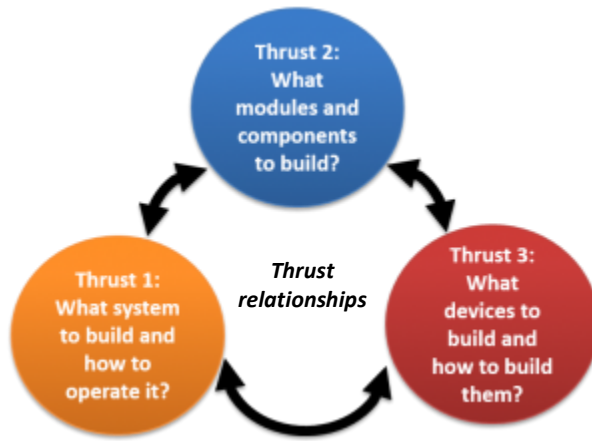 Thrust 2:
What
modules and
components
to build?
Thrust 1:
What system
to build and
how to
operate it?
Thrust
relationships
Thrust 3:
What
devices to
build and
how to build
them?